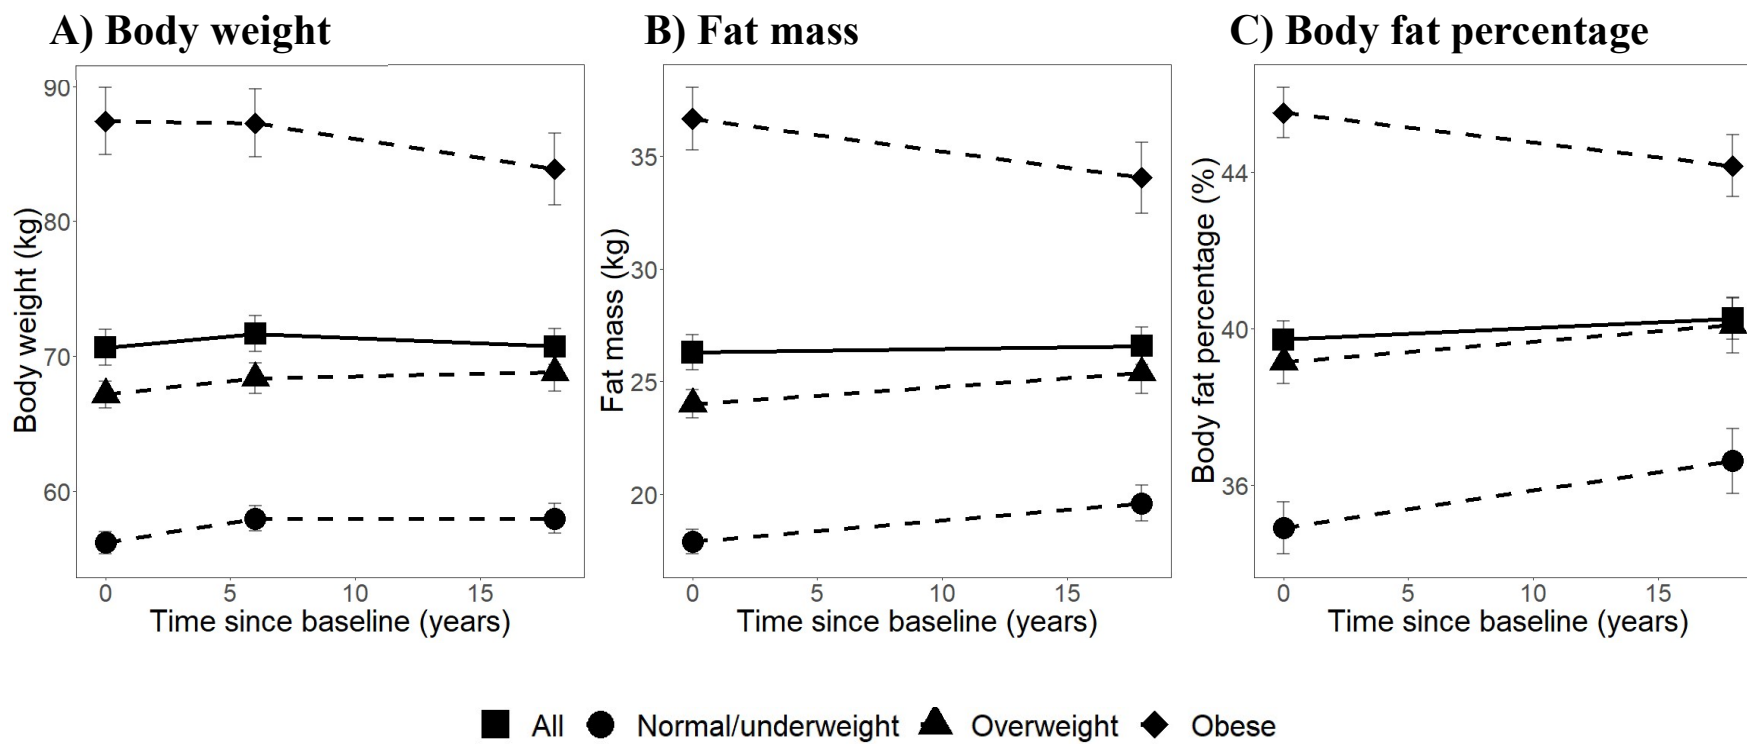 A) Body weight
B) Fat mass
C) Body fat percentage
Body weight (kg)
90
80
70
60
0 5 10 15
Time since baseline (years)
Fat mass (kg)
35
30
25
20
0 5 10 15
Time since baseline (years)
Body fat percentage (%)
44
40
36
0 5 10 15
Time since baseline (years)
All Normal/underweight Overweight Obese